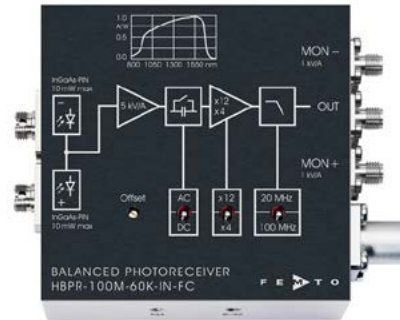 1.0
A/W
0.5
0.0
800 1050 1300 1550 nm
InGaAs-PIN
10 mW max
MON −
1 kV/A
5 kV/A
x12
x4
OUT
InGaAs-PIN
10 mW max
MON+
1 kV/A
Offset
AC
DC
x12
x4
20 MHz
100 MHz
BALANCED PHOTORECEIVER
HBPR-100M-60K-IN-FC
FEMTO